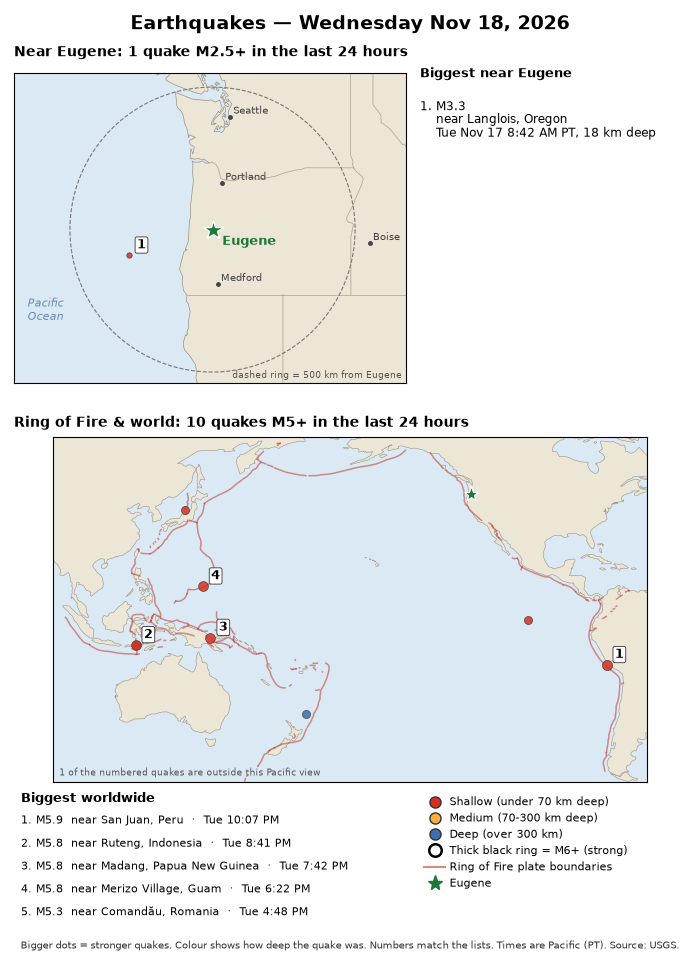 Earthquakes — Wednesday Nov 18, 2026
Near Eugene: 1 quake M2.5+ in the last 24 hours
Seattle
Portland
1
Eugene
Boise
Medford
Pacific
Ocean
dashed ring = 500 km from Eugene
Biggest near Eugene
1. M3.3
near Langlois, Oregon
Tue Nov 17 8:42 AM PT, 18 km deep
Ring of Fire & world: 10 quakes M5+ in the last 24 hours
4
3
2
1
1 of the numbered quakes are outside this Pacific view
Biggest worldwide
1. M5.9 near San Juan, Peru · Tue 10:07 PM
2. M5.8 near Ruteng, Indonesia · Tue 8:41 PM
3. M5.8 near Madang, Papua New Guinea · Tue 7:42 PM
4. M5.8 near Merizo Village, Guam · Tue 6:22 PM
5. M5.3 near Comandău, Romania · Tue 4:48 PM
Shallow (under 70 km deep)
Medium (70-300 km deep)
Deep (over 300 km)
Thick black ring = M6+ (strong)
Ring of Fire plate boundaries
Eugene
Bigger dots = stronger quakes. Colour shows how deep the quake was. Numbers match the lists. Times are Pacific (PT). Source: USGS.